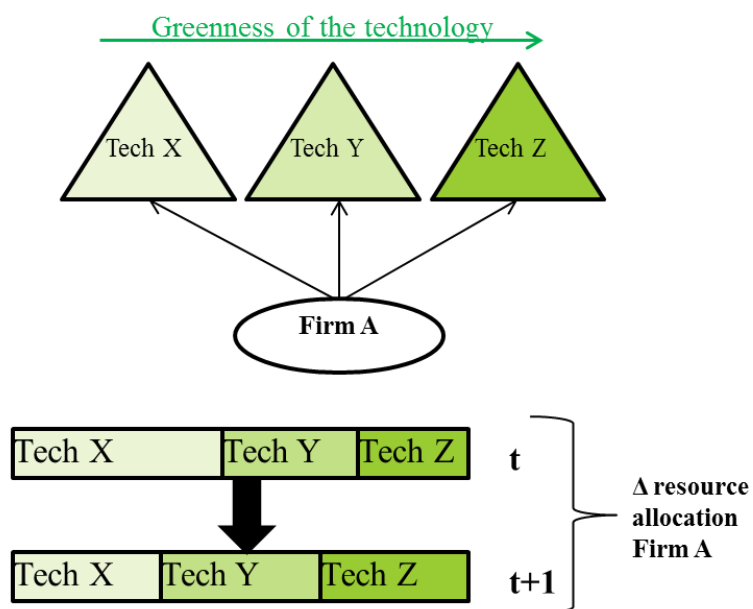 Greenness of the technology
Tech X Tech Y Tech Z
Firm A
Tech X Tech Y Tech Z t
Δ resource
allocation
Firm A
Tech X Tech Y Tech Z t+1